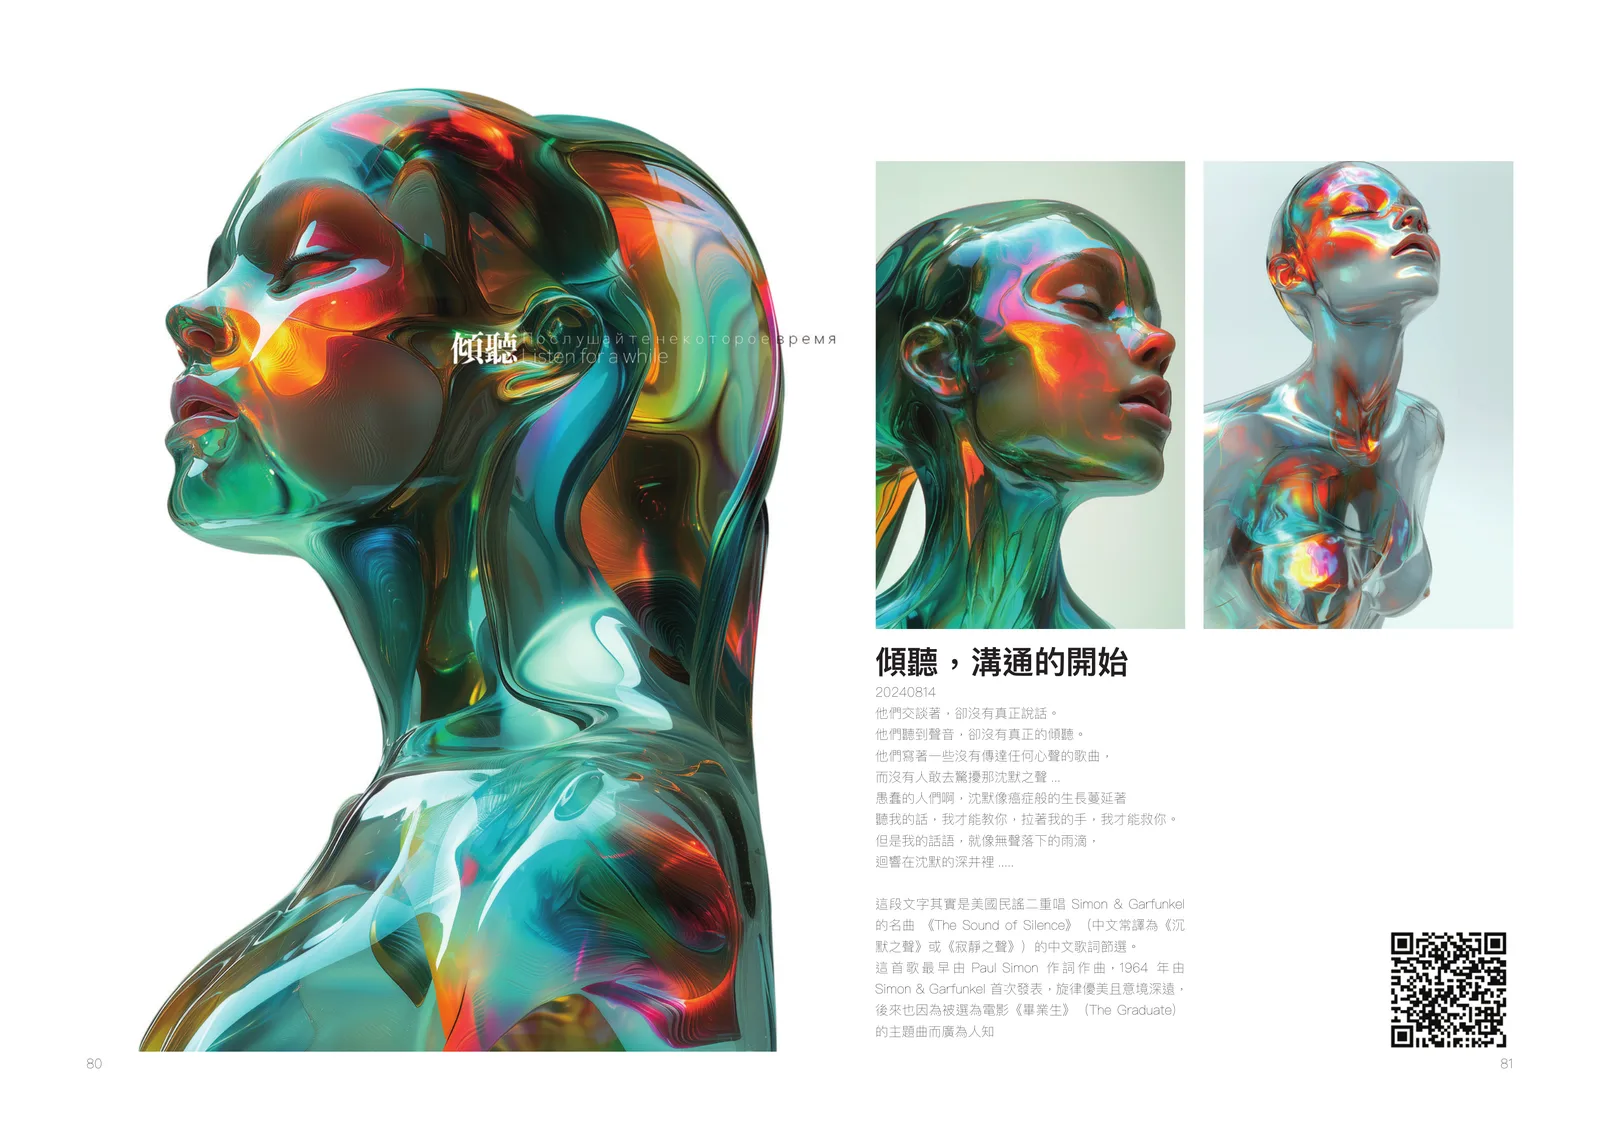 傾聽
Послушайте некоторое время
Listen for a while
傾聽，溝通的開始
20240814
他們交談著，卻沒有真正說話。
他們聽到聲音，卻沒有真正的傾聽。
他們寫著一些沒有傳達任何心聲的歌曲，
而沒有人敢去驚擾那沈默之聲 ...
愚蠢的人們啊，沈默像癌症般的生長蔓延著
聽我的話，我才能教你，拉著我的手，我才能救你。
但是我的話語，就像無聲落下的雨滴，
迴響在沈默的深井裡 .....
這段文字其實是美國民謠二重唱 Simon & Garfunkel
的名曲 《The Sound of Silence》（中文常譯為《沉
默之聲》或《寂靜之聲》）的中文歌詞節選。
這首歌最早由 Paul Simon 作詞作曲，1964 年由
Simon & Garfunkel 首次發表，旋律優美且意境深遠，
後來也因為被選為電影《畢業生》（The Graduate）
的主題曲而廣為人知
80
81